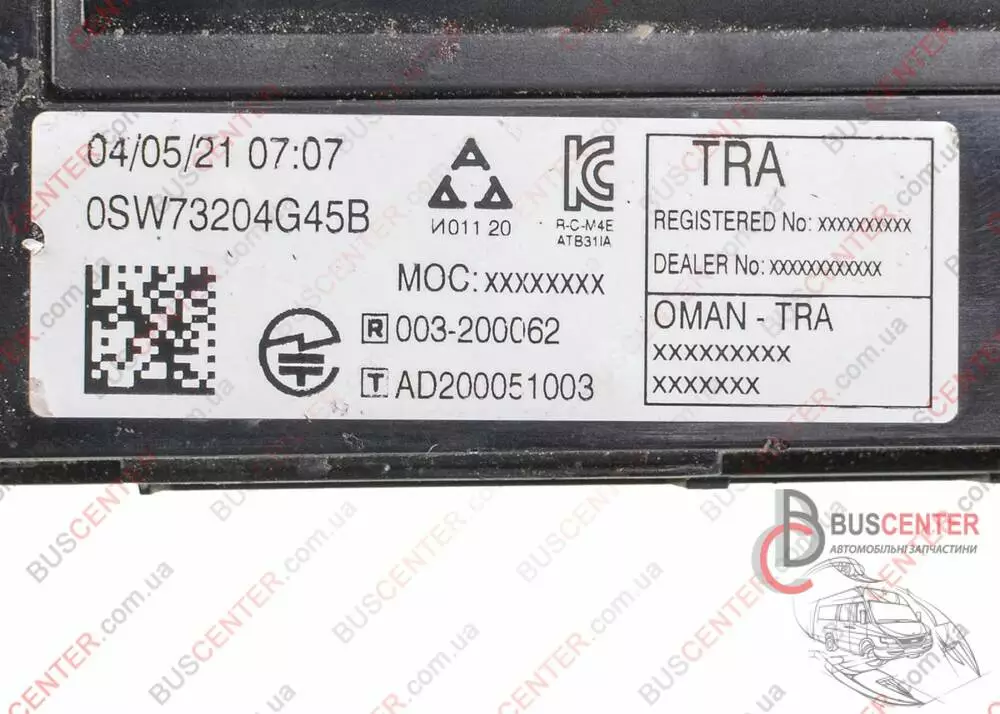 04/05/21 07:07
0SW73204G45B
И011 20
R-C-M4E
ATB31IA
MOC: xxxxxxxx
R 003-200062
T AD200051003
TRA
REGISTERED No: xxxxxxxxxx
DEALER No: xxxxxxxxxxxx
OMAN - TRA
xxxxxxxxx
xxxxxxx
BUSCENTER
АВТОМОБІЛЬНІ ЗАПЧАСТИНИ
BUSCENTER.com.ua